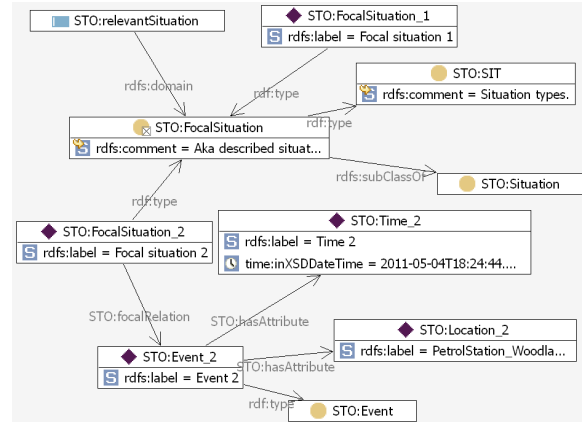 STO:relevantSituation
STO:FocalSituation_1
rdfs:label = Focal situation 1
rdfs:domain
rdf:type
STO:SIT
rdfs:comment = Situation types.
STO:FocalSituation
rdfs:comment = Aka described situat...
rdf:type
rdfs:subClassOf
STO:Situation
rdf:type
STO:FocalSituation_2
rdfs:label = Focal situation 2
STO:Time_2
rdfs:label = Time 2
time:inXSDDateTime = 2011-05-04T18:24:44....
STO:focalRelation
STO:hasAttribute
STO:Location_2
rdfs:label = PetrolStation_Woodla...
STO:Event_2
rdfs:label = Event 2
STO:hasAttribute
rdf:type
STO:Event